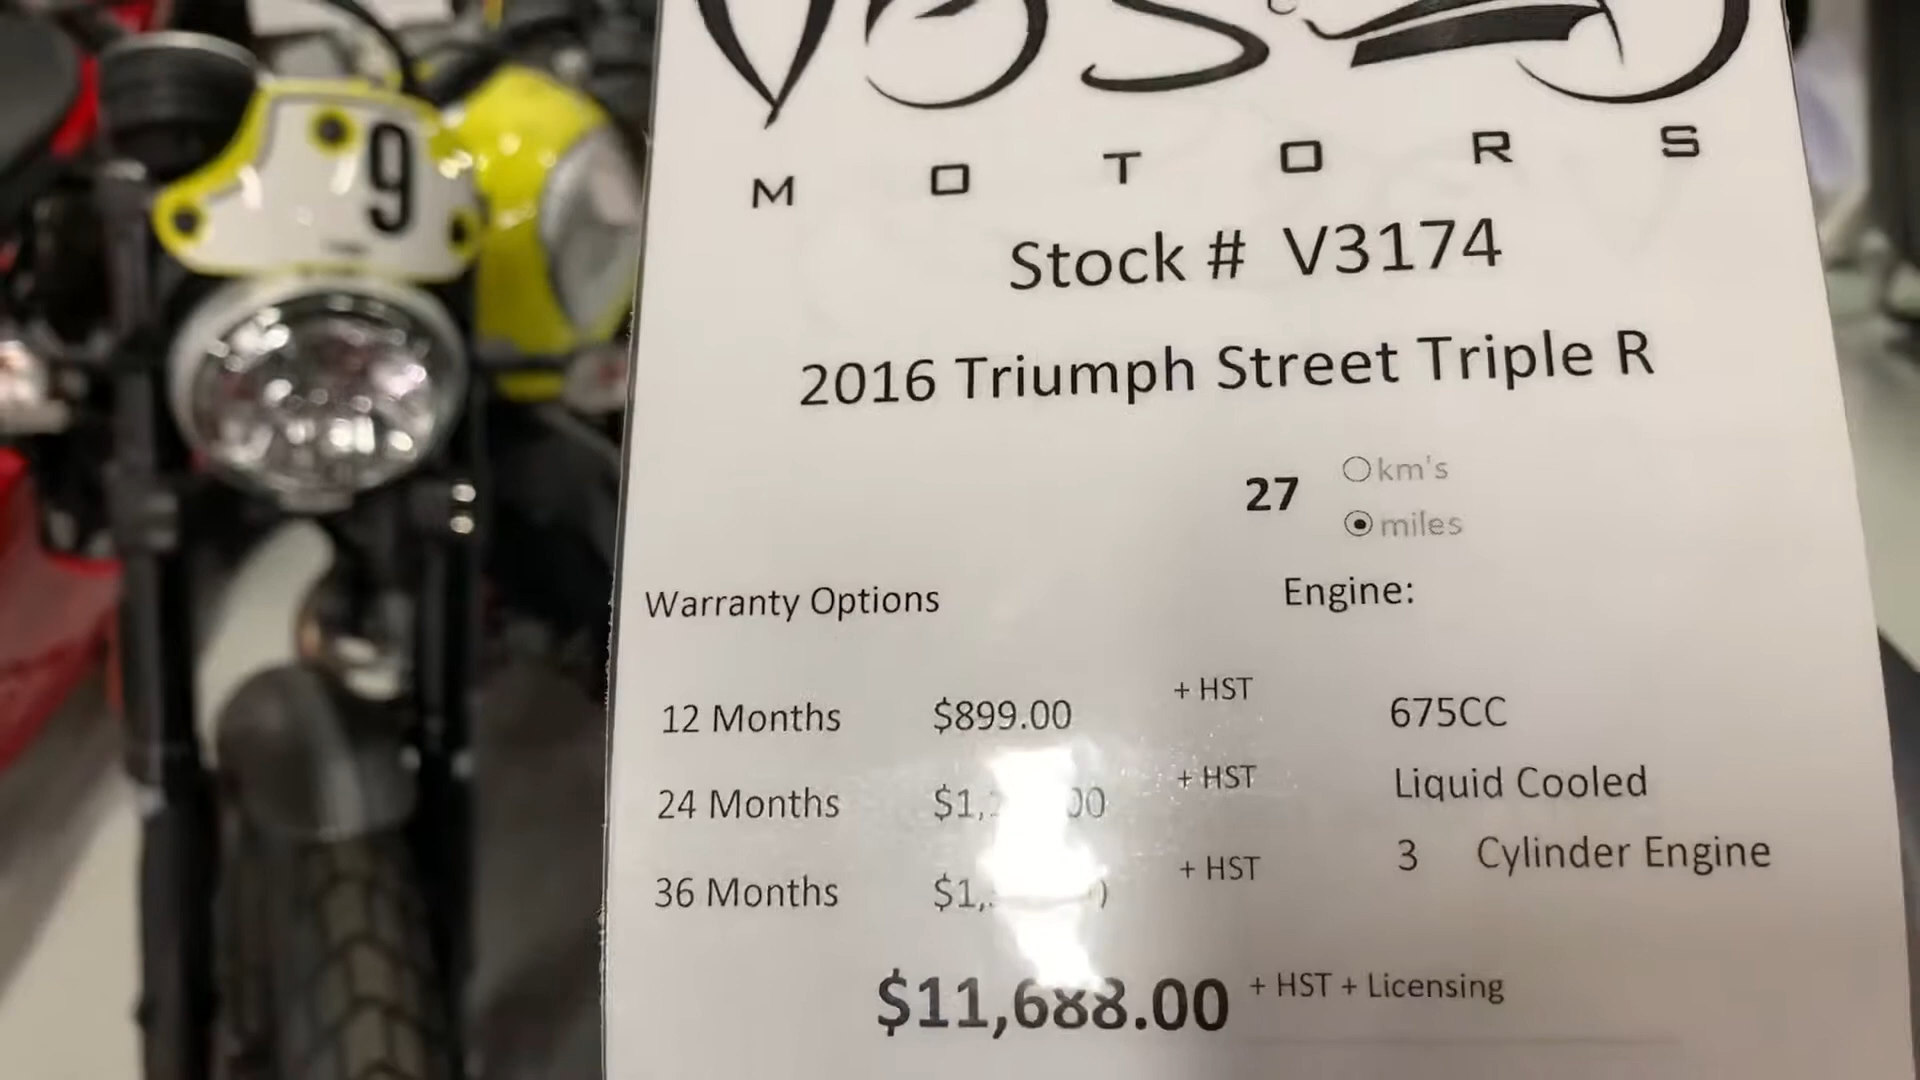 9
MOTORS
Stock # V3174
2016 Triumph Street Triple R
27
km's
miles
Warranty Options
Engine:
12 Months $899.00 + HST
675CC
24 Months + HST
Liquid Cooled
36 Months + HST
3 Cylinder Engine
$11,688.00 + HST + Licensing